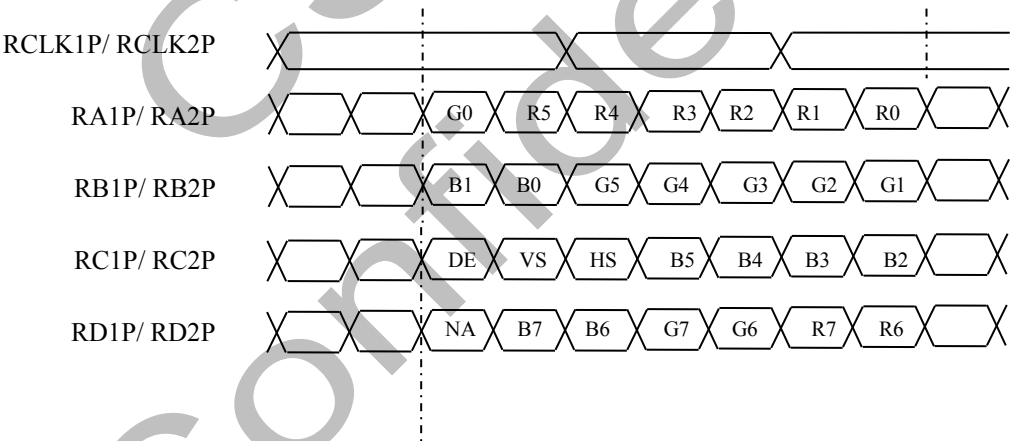 RCLK1P/ RCLK2P
RA1P/ RA2P G0 R5 R4 R3 R2 R1 R0
RB1P/ RB2P B1 B0 G5 G4 G3 G2 G1
RC1P/ RC2P DE VS HS B5 B4 B3 B2
RD1P/ RD2P NA B7 B6 G7 G6 R7 R6
Confide